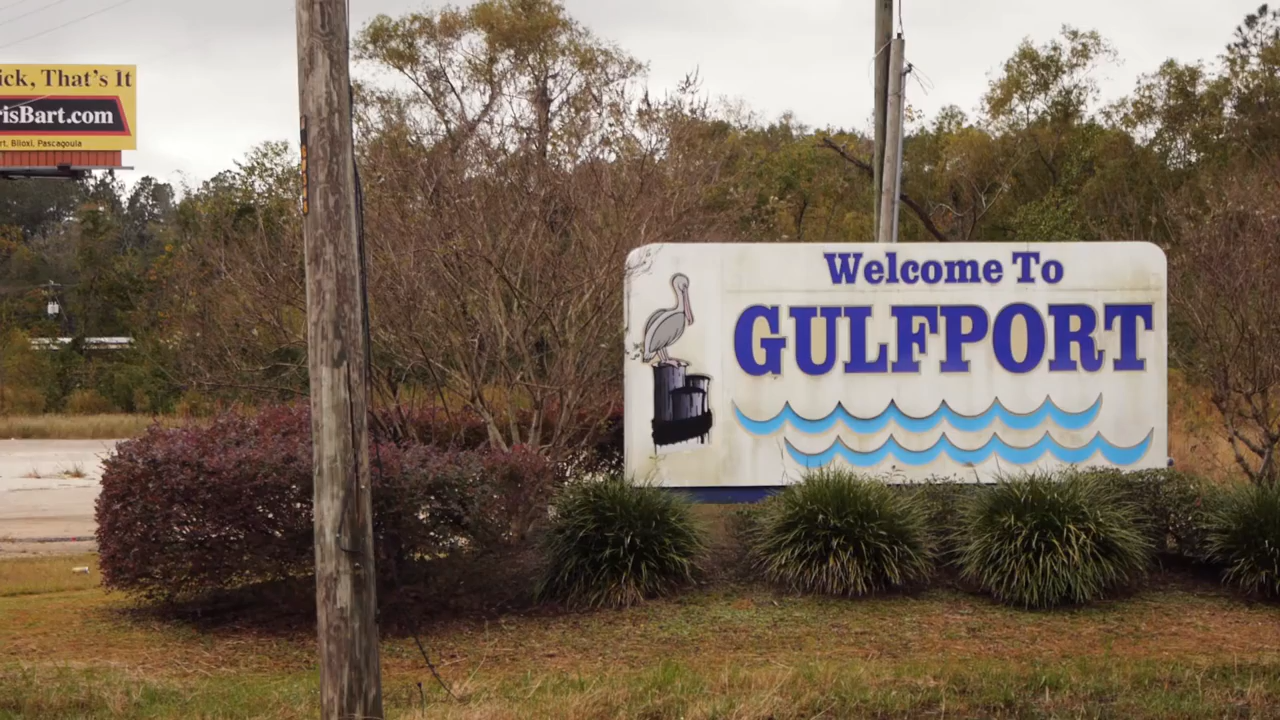 ick, That's It
risBart.com
rt, Biloxi, Pascagoula
Welcome To
GULFPORT